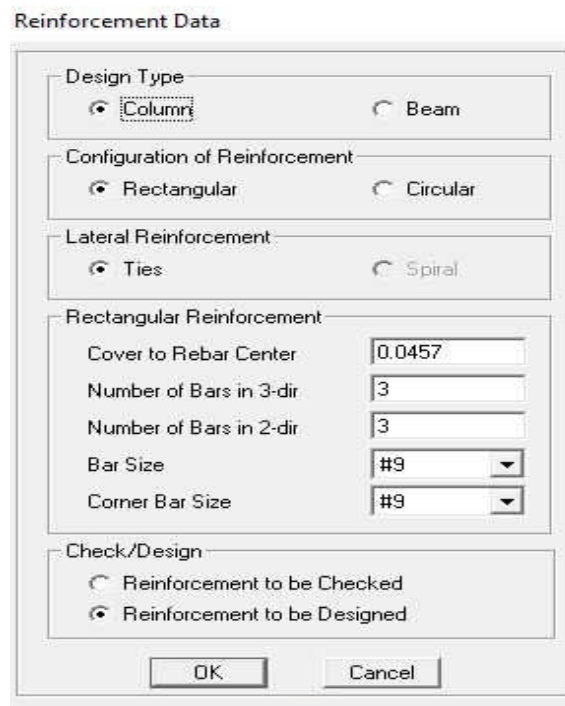 Reinforcement Data
Design Type
Column Beam
Configuration of Reinforcement
Rectangular Circular
Lateral Reinforcement
Ties Spiral
Rectangular Reinforcement
Cover to Rebar Center 0.0457
Number of Bars in 3-dir 3
Number of Bars in 2-dir 3
Bar Size #9
Corner Bar Size #9
Check/Design
Reinforcement to be Checked
Reinforcement to be Designed
OK Cancel